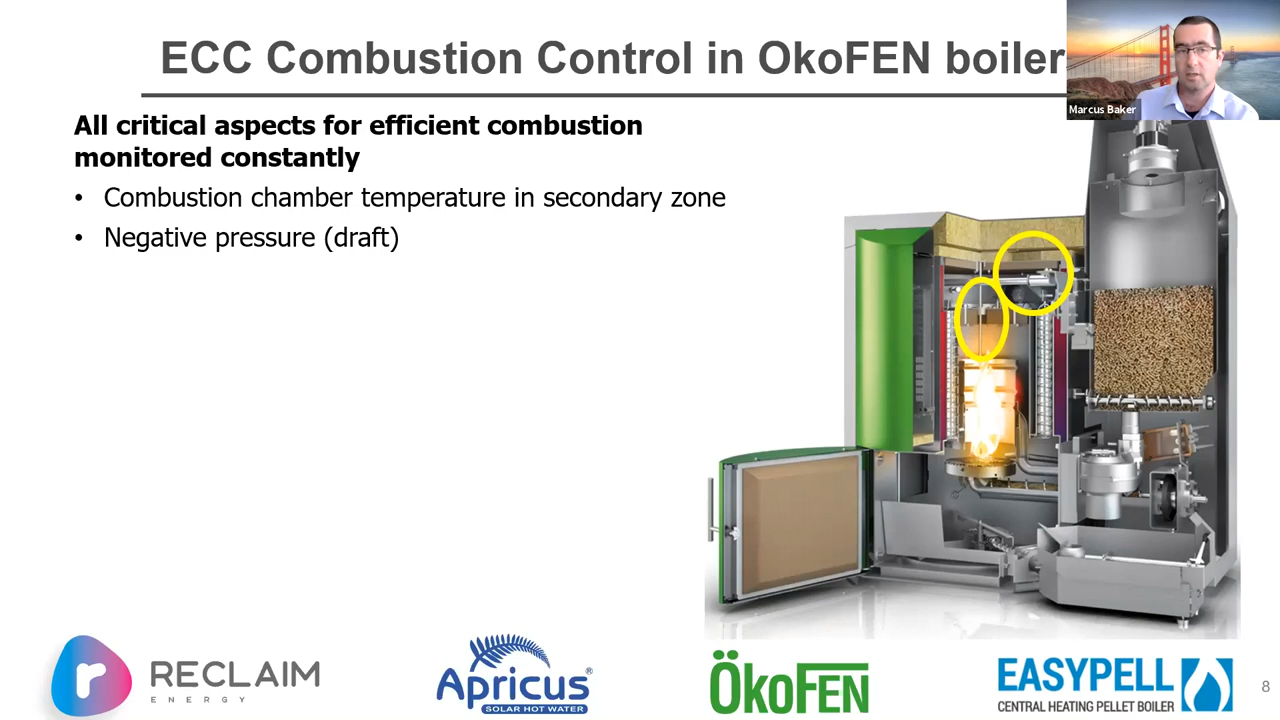 ECC Combustion Control in OkoFEN boiler
Marcus Baker
All critical aspects for efficient combustion
monitored constantly
• Combustion chamber temperature in secondary zone
• Negative pressure (draft)
r RECLAIM
ENERGY
Apricus®
SOLAR HOT WATER
ÖkoFEN
EASYPELL
CENTRAL HEATING PELLET BOILER
8